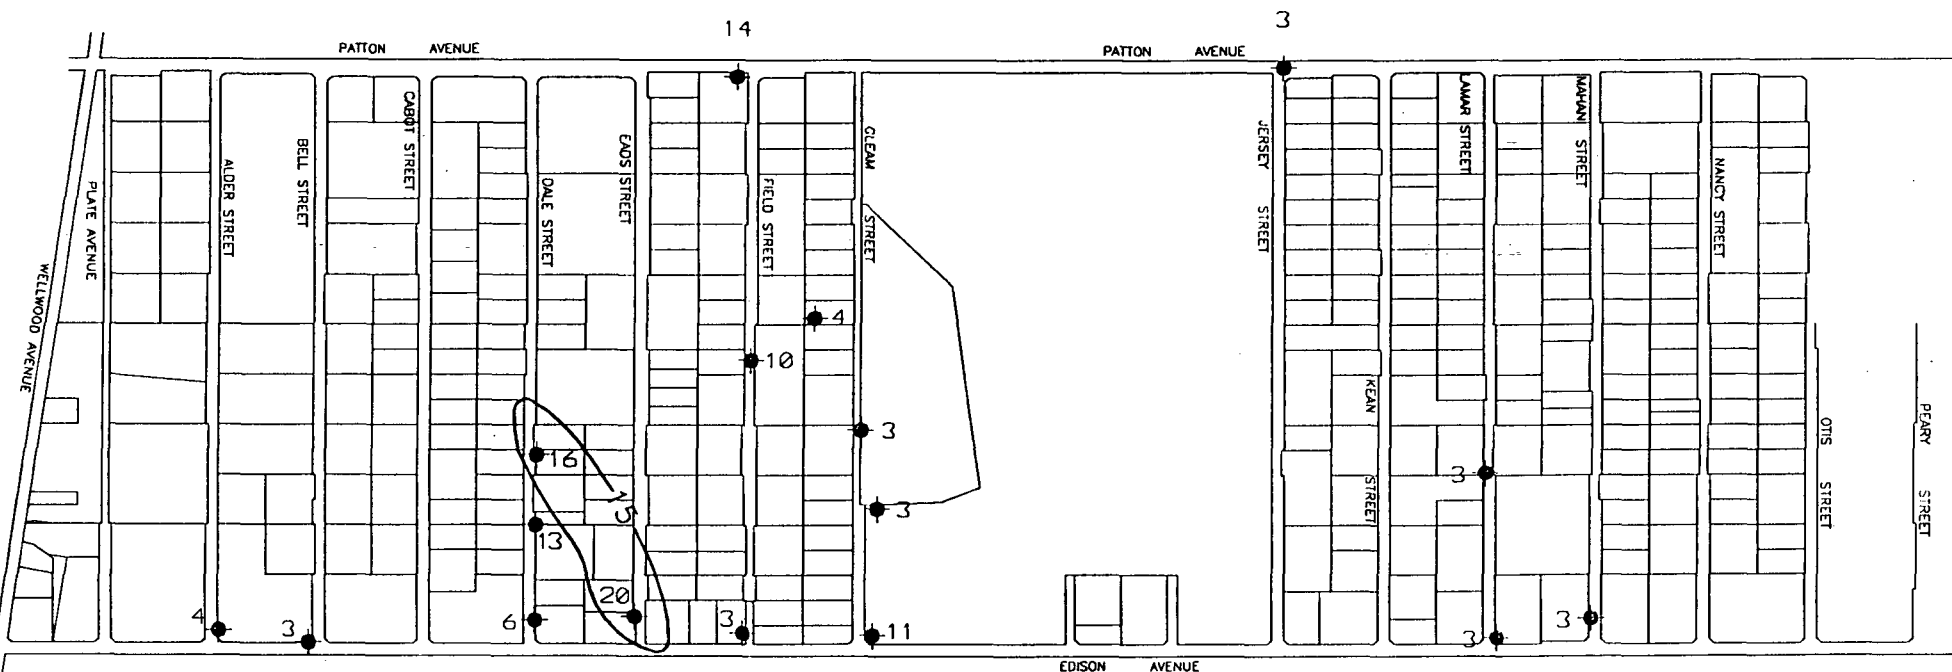 14
3
PATTON AVENUE
PATTON AVENUE
WELLWOOD AVENUE
PLATE AVENUE
ALDER STREET
BELL STREET
CABOT STREET
DALE STREET
EADS STREET
FIELD STREET
GLEAM STREET
JERSEY STREET
KEAN STREET
LAMAR STREET
MAHAN STREET
NANCY STREET
OTIS STREET
PEARY STREET
4
10
3
16
3
15
3
13
20
4
3
6
3
11
3
3
EDISON AVENUE